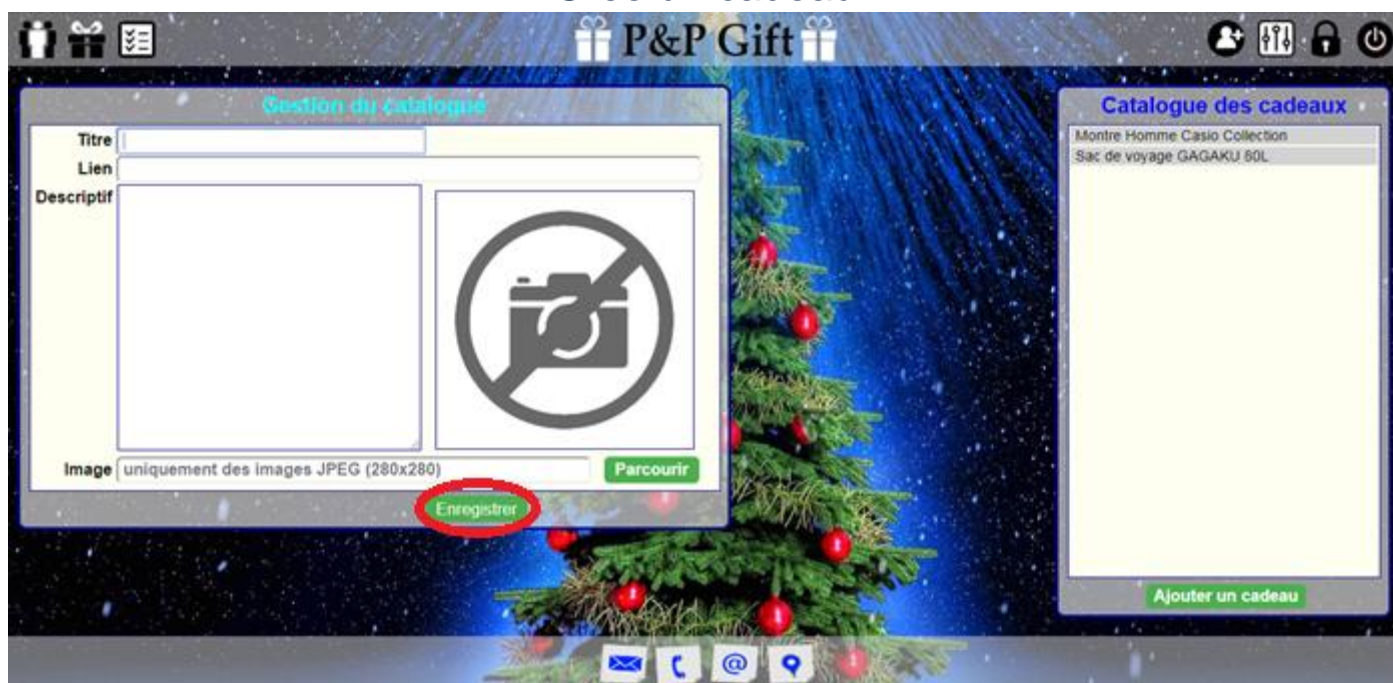 P&P Gift
Gestion du catalogue
Titre
Lien
Descriptif
Image uniquement des images JPEG (280x280) Parcourir
Enregistrer
Catalogue des cadeaux
Montre Homme Casio Collection
Sac de voyage GAGAKU 80L
Ajouter un cadeau
@